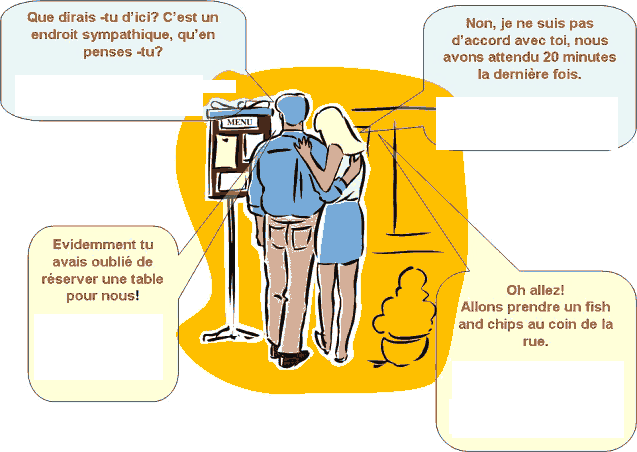 Que dirais -tu d'ici? C'est un
endroit sympathique, qu'en
penses -tu?
Non, je ne suis pas
d'accord avec toi, nous
avons attendu 20 minutes
la dernière fois.
MENU
Evidemment tu
avais oublié de
réserver une table
pour nous!
Oh allez!
Allons prendre un fish
and chips au coin de la
rue.